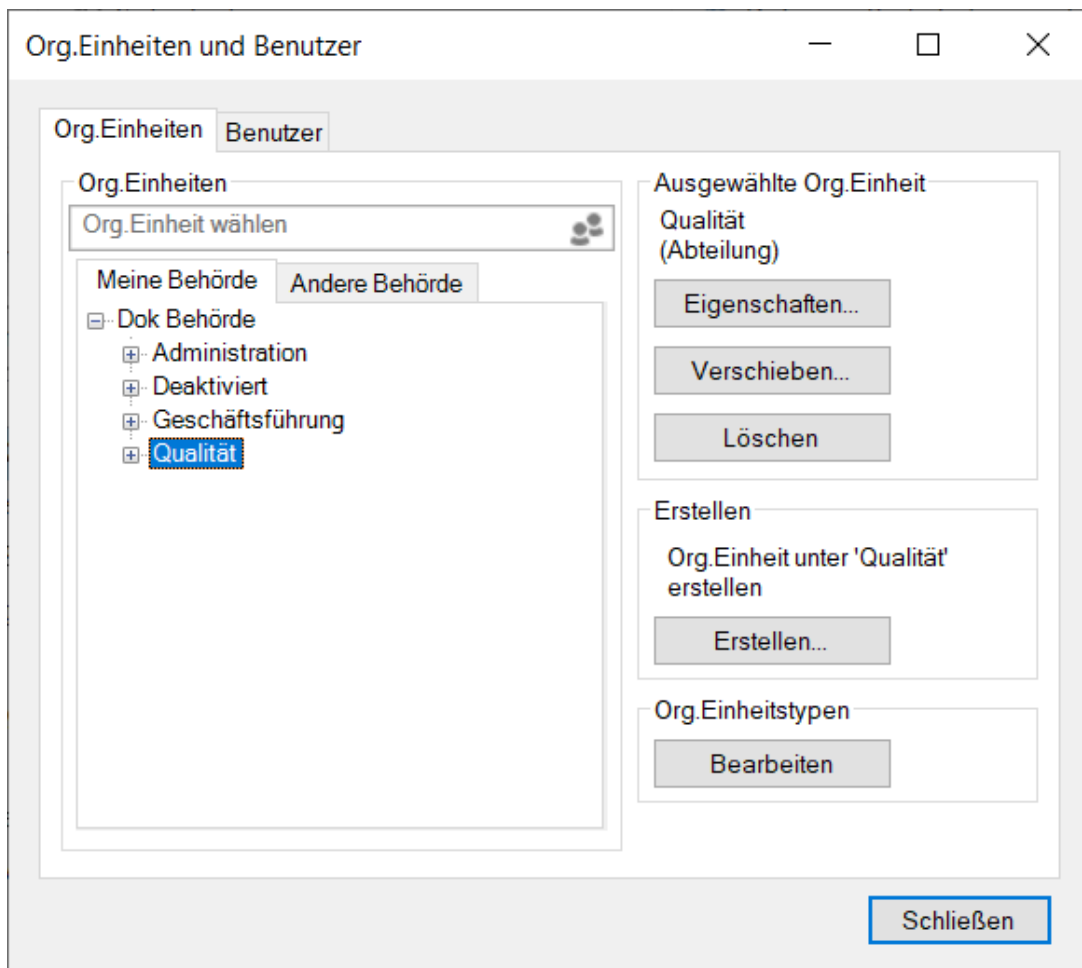 Org.Einheiten und Benutzer
Org.Einheiten
Benutzer
Org.Einheiten
Org.Einheit wählen
Meine Behörde
Andere Behörde
Dok Behörde
Administration
Deaktiviert
Geschäftsführung
Qualität
Ausgewählte Org.Einheit
Qualität
(Abteilung)
Eigenschaften...
Verschieben...
Löschen
Erstellen
Org.Einheit unter 'Qualität'
erstellen
Erstellen...
Org.Einheitstypen
Bearbeiten
Schließen